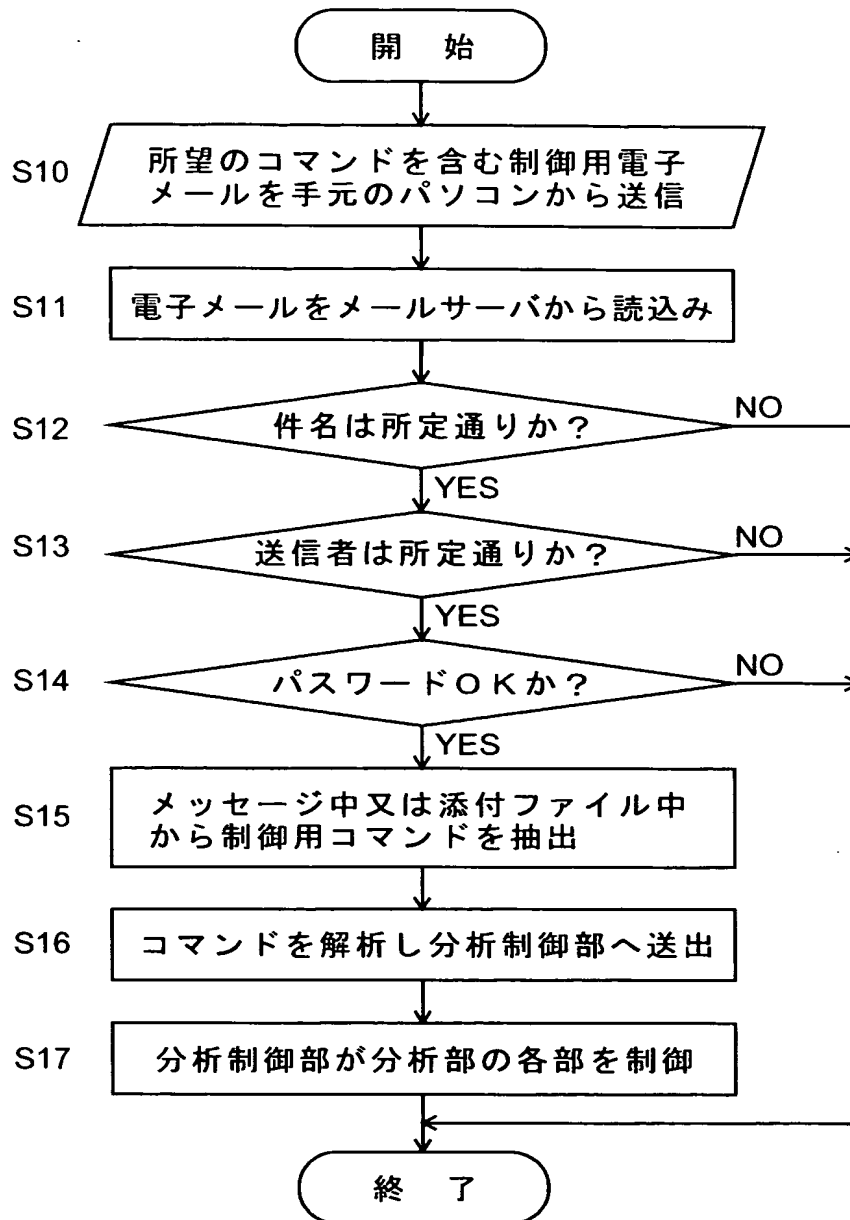 開 始
S10
所望のコマンドを含む制御用電子
メールを手元のパソコンから送信
S11
電子メールをメールサーバから読込み
S12
件名は所定通りか？
NO
YES
S13
送信者は所定通りか？
NO
YES
S14
パスワードＯＫか？
NO
YES
S15
メッセージ中又は添付ファイル中
から制御用コマンドを抽出
S16
コマンドを解析し分析制御部へ送出
S17
分析制御部が分析部の各部を制御
終 了